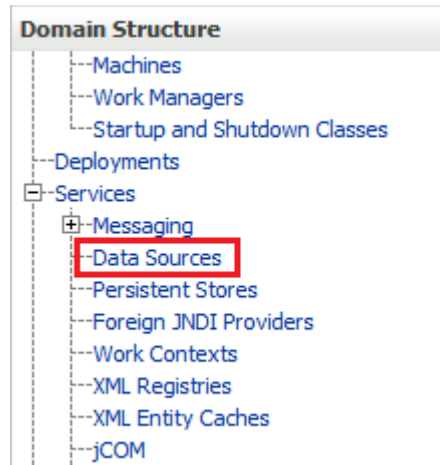 Domain Structure
Machines
Work Managers
Startup and Shutdown Classes
Deployments
Services
Messaging
Data Sources
Persistent Stores
Foreign JNDI Providers
Work Contexts
XML Registries
XML Entity Caches
jCOM